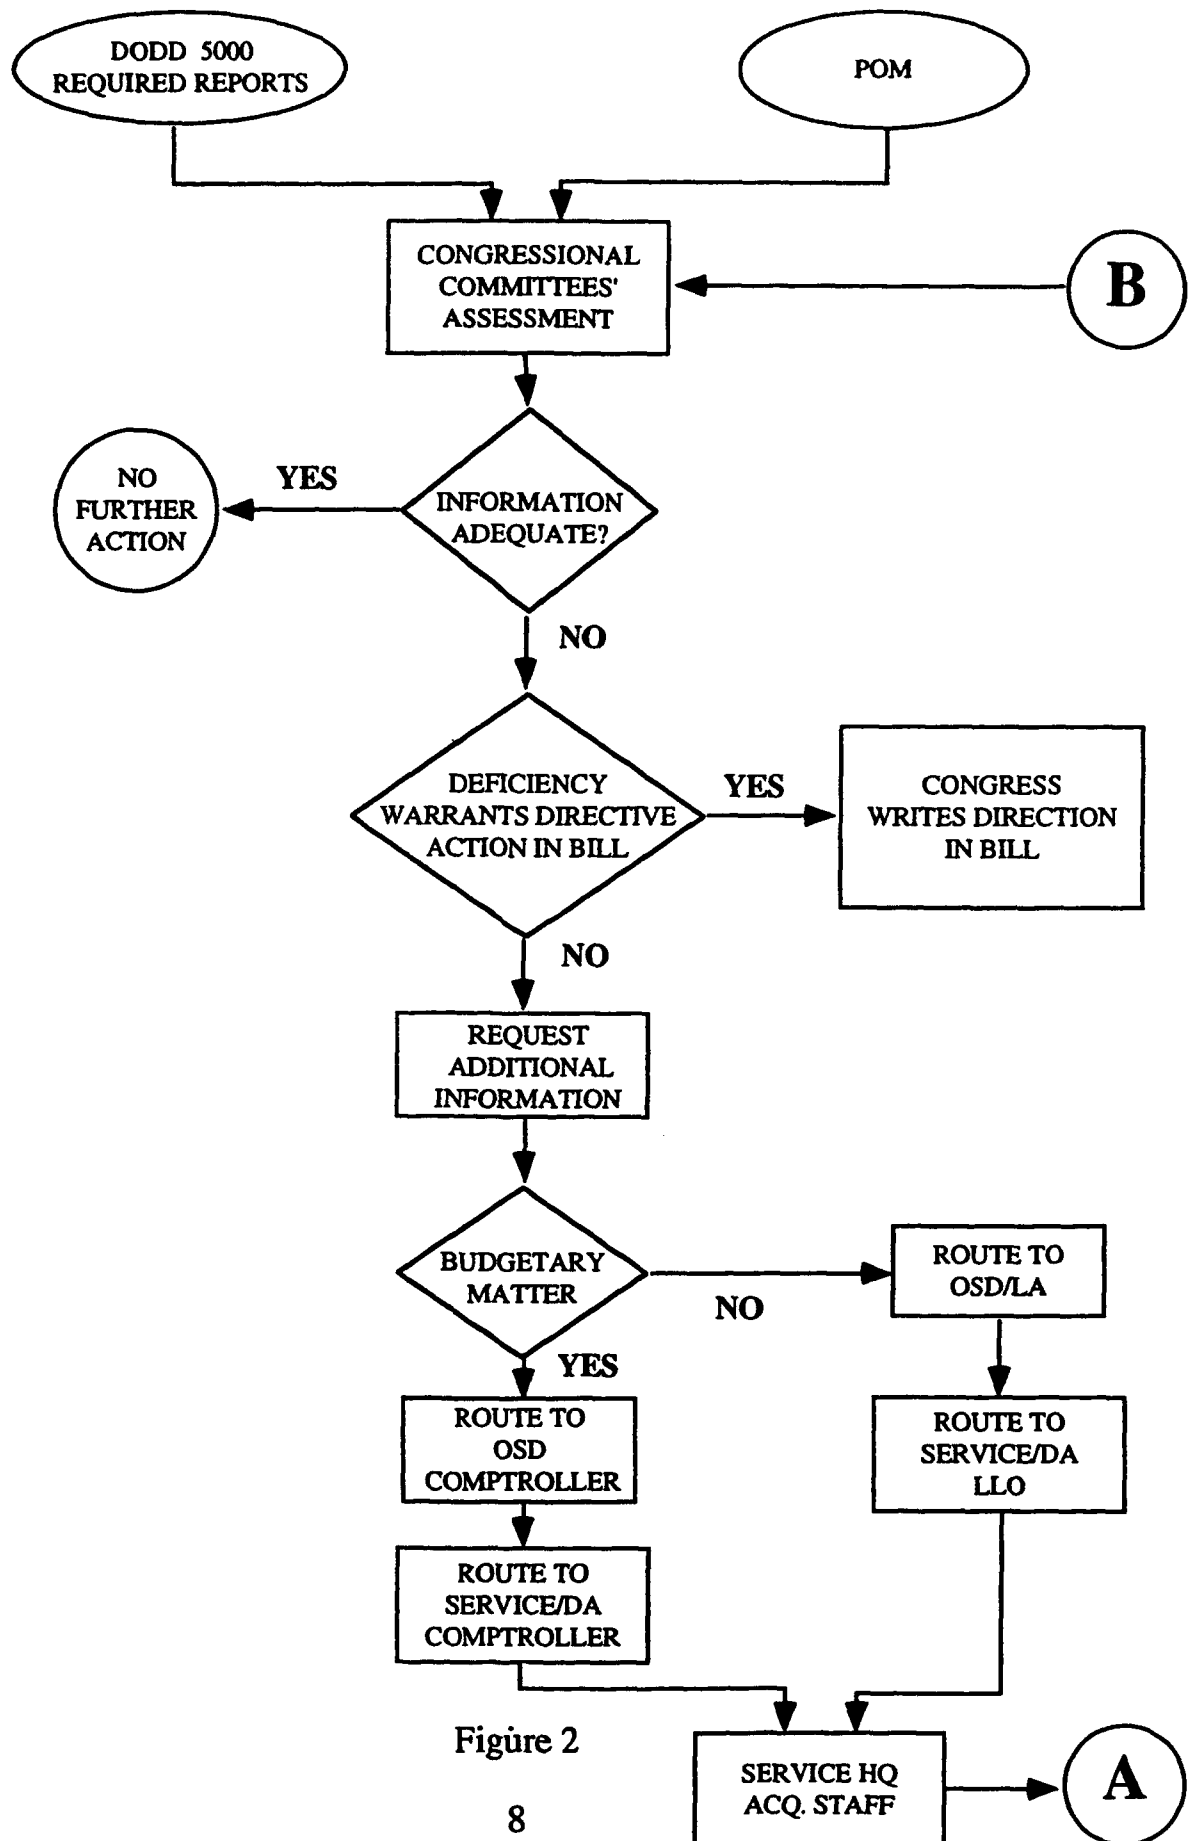 DODD 5000
REQUIRED REPORTS
POM
CONGRESSIONAL
COMMITTEES'
ASSESSMENT
B
NO
FURTHER
ACTION
YES
INFORMATION
ADEQUATE?
NO
DEFICIENCY
WARRANTS DIRECTIVE
ACTION IN BILL
YES
CONGRESS
WRITES DIRECTION
IN BILL
NO
REQUEST
ADDITIONAL
INFORMATION
BUDGETARY
MATTER
NO
ROUTE TO
OSD/LA
YES
ROUTE TO
OSD
COMPTROLLER
ROUTE TO
SERVICE/DA
LLO
ROUTE TO
SERVICE/DA
COMPTROLLER
Figure 2
SERVICE HQ
ACQ. STAFF
A
8